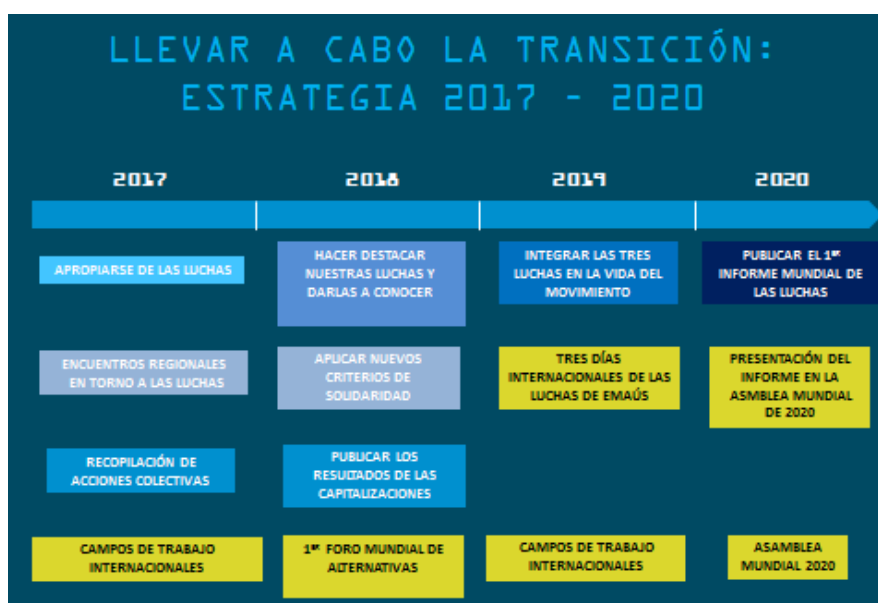 LLEVAR A CABO LA TRANSICIÓN:
ESTRATEGIA 2017 - 2020
2017
2018
2019
2020
APROPIARSE DE LAS LUCHAS
HACER DESTACAR
NUESTRAS LUCHAS Y
DARLAS A CONOCER
INTEGRAR LAS TRES
LUCHAS EN LA VIDA DEL
MOVIMIENTO
PUBLICAR EL 1er
INFORME MUNDIAL DE
LAS LUCHAS
ENCUENTROS REGIONALES
EN TORNO A LAS LUCHAS
APLICAR NUEVOS
CRITERIOS DE
SOLIDARIDAD
TRES DÍAS
INTERNACIONALES DE LAS
LUCHAS DE EMAÚS
PRESENTACIÓN DEL
INFORME EN LA
ASMBLEA MUNDIAL
DE 2020
RECOPILACIÓN DE
ACCIONES COLECTIVAS
PUBLICAR LOS
RESULTADOS DE LAS
CAPITALIZACIONES
CAMPOS DE TRABAJO
INTERNACIONALES
1er FORO MUNDIAL DE
ALTERNATIVAS
CAMPOS DE TRABAJO
INTERNACIONALES
ASAMBLEA
MUNDIAL 2020